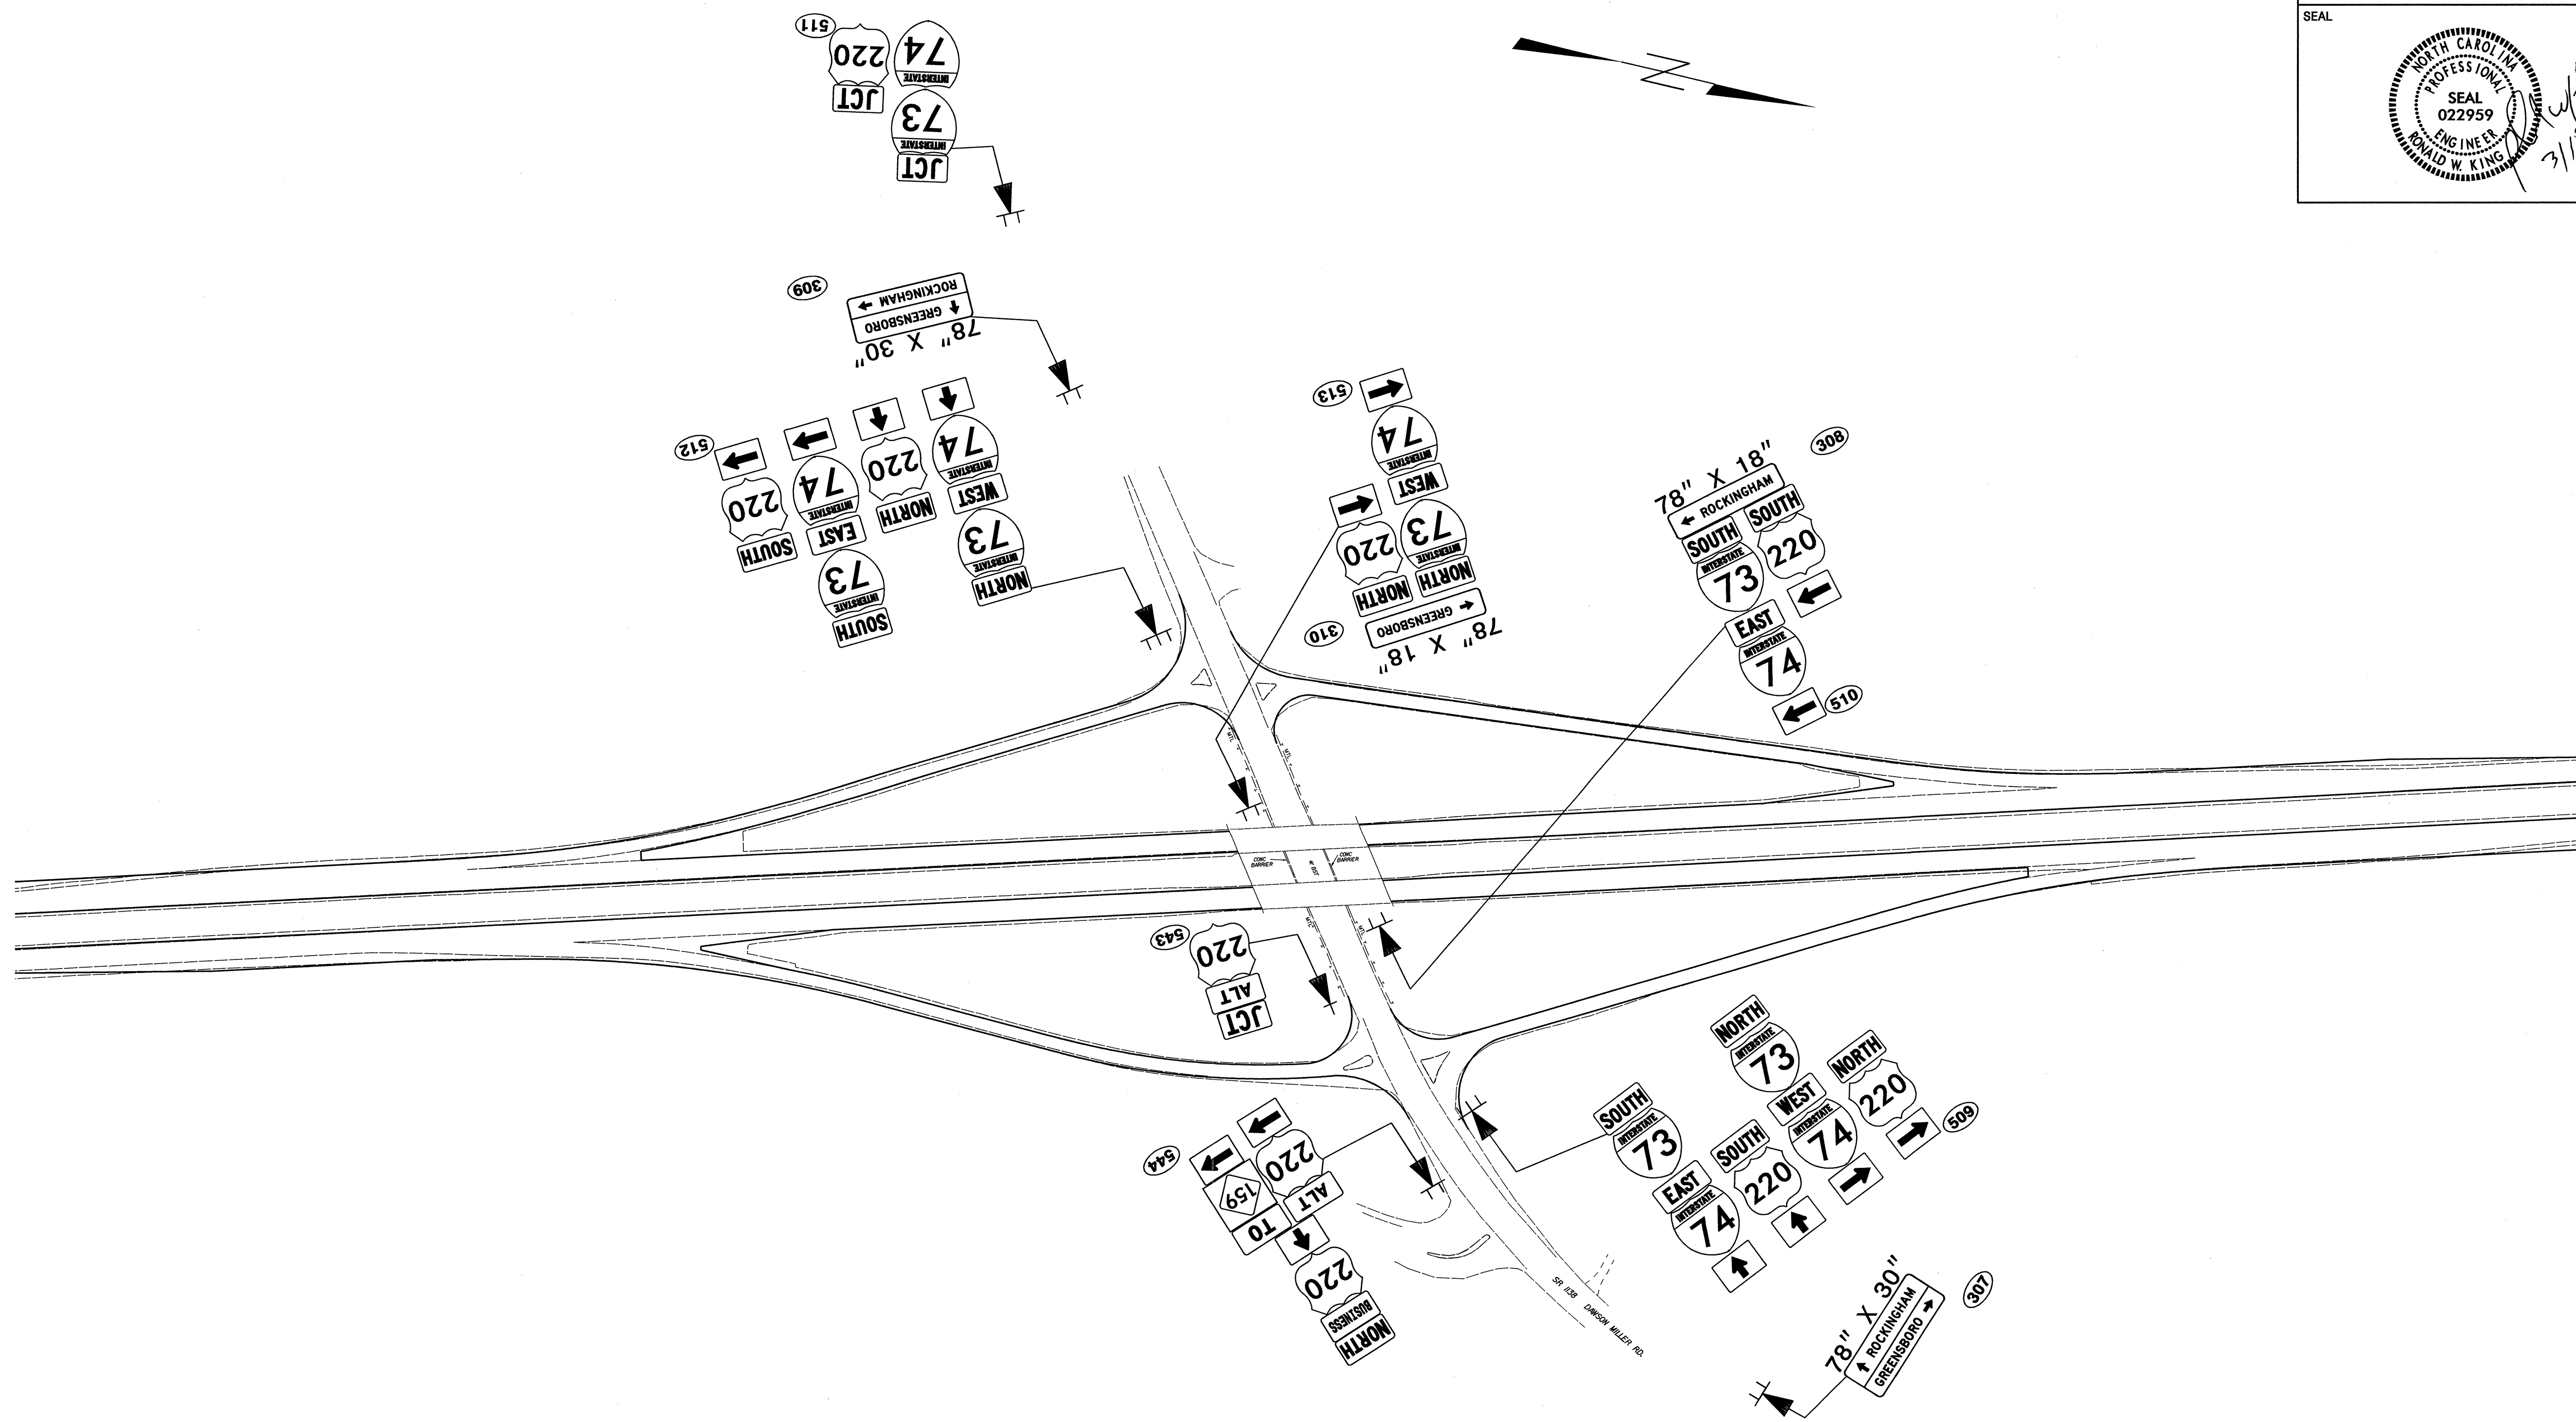 SEAL
NORTH CAROLINA
PROFESSIONAL
SEAL
022959
ENGINEER
RONALD W. KING
511
JCT
220
JCT
INTERSTATE
73
INTERSTATE
74
309
78" X 30"
GREENSBORO
ROCKINGHAM
512
NORTH
INTERSTATE
73
WEST
INTERSTATE
74
NORTH
220
SOUTH
INTERSTATE
73
EAST
INTERSTATE
74
SOUTH
220
513
310
78" X 18"
GREENSBORO
NORTH
INTERSTATE
73
WEST
INTERSTATE
74
NORTH
220
308
78" X 18"
ROCKINGHAM
SOUTH
INTERSTATE
73
EAST
INTERSTATE
74
SOUTH
220
510
MTL
MTL
CONC
BARRIER
CONC
BARRIER
MTL
MTL
543
JCT
ALT
220
544
NORTH
BUSINESS
220
ALT
220
TO
159
SOUTH
INTERSTATE
73
EAST
INTERSTATE
74
SOUTH
220
NORTH
INTERSTATE
73
WEST
INTERSTATE
74
NORTH
220
509
SR 1138 DAWSON MILLER RD.
307
78" X 30"
ROCKINGHAM
GREENSBORO